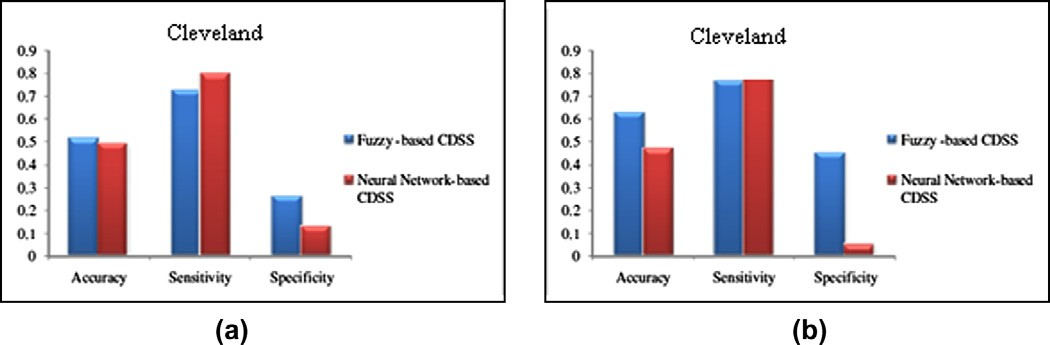 Cleveland
0.9
0.8
0.7
0.6
0.5
0.4
0.3
0.2
0.1
0
Accuracy Sensitivity Specificity
Fuzzy -based CDSS
Neural Network-based
CDSS
(a)
Cleveland
0.9
0.8
0.7
0.6
0.5
0.4
0.3
0.2
0.1
0
Accuracy Sensitivity Specificity
Fuzzy -based CDSS
Neural Network-based
CDSS
(b)